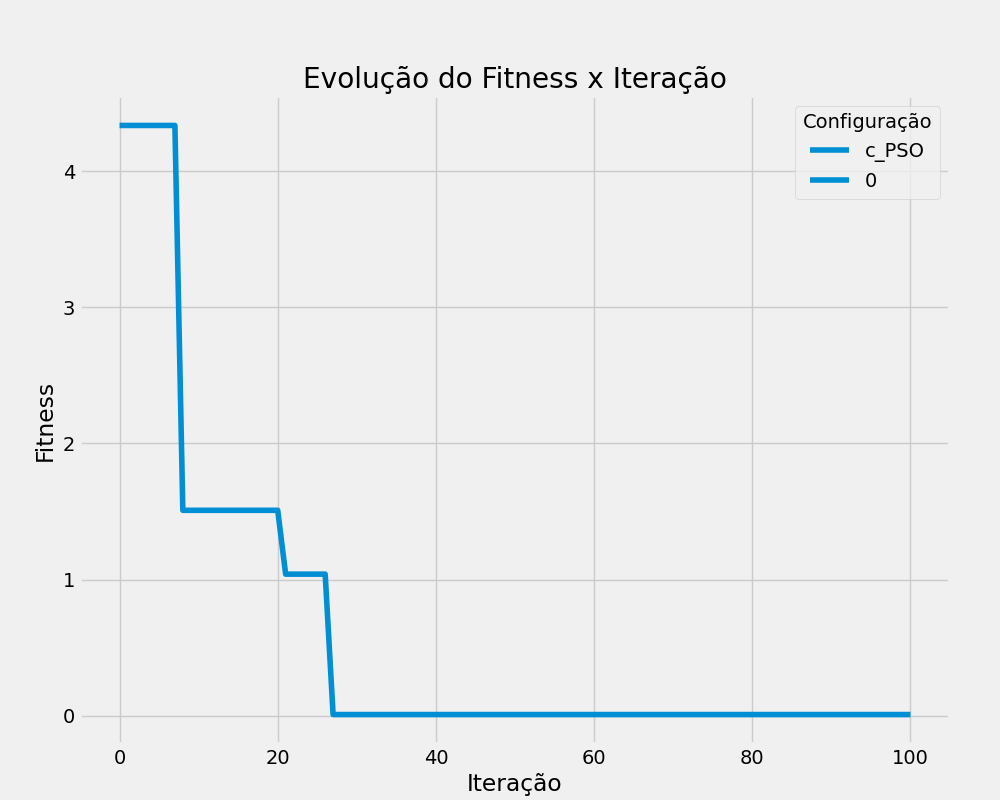 Evolução do Fitness x Iteração
Configuração
c_PSO
0
Fitness
4
3
2
1
0
0 20 40 60 80 100
Iteração